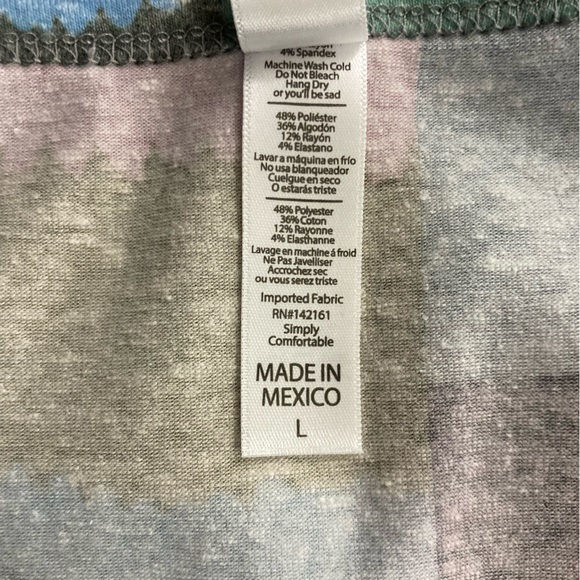 4% Spandex
Machine Wash Cold
Do Not Bleach
Hang Dry
or you'll be sad
48% Poliéster
36% Algodón
12% Rayón
4% Elastano
Lavar a máquina en frío
No usa blanqueador
Cuelgue en seco
O estarás triste
48% Polyester
36% Coton
12% Rayonne
4% Elasthanne
Lavage en machine á froid
Ne Pas Javelliser
Accrochez sec
ou vous serez triste
Imported Fabric
RN#142161
Simply
Comfortable
MADE IN
MEXICO
L